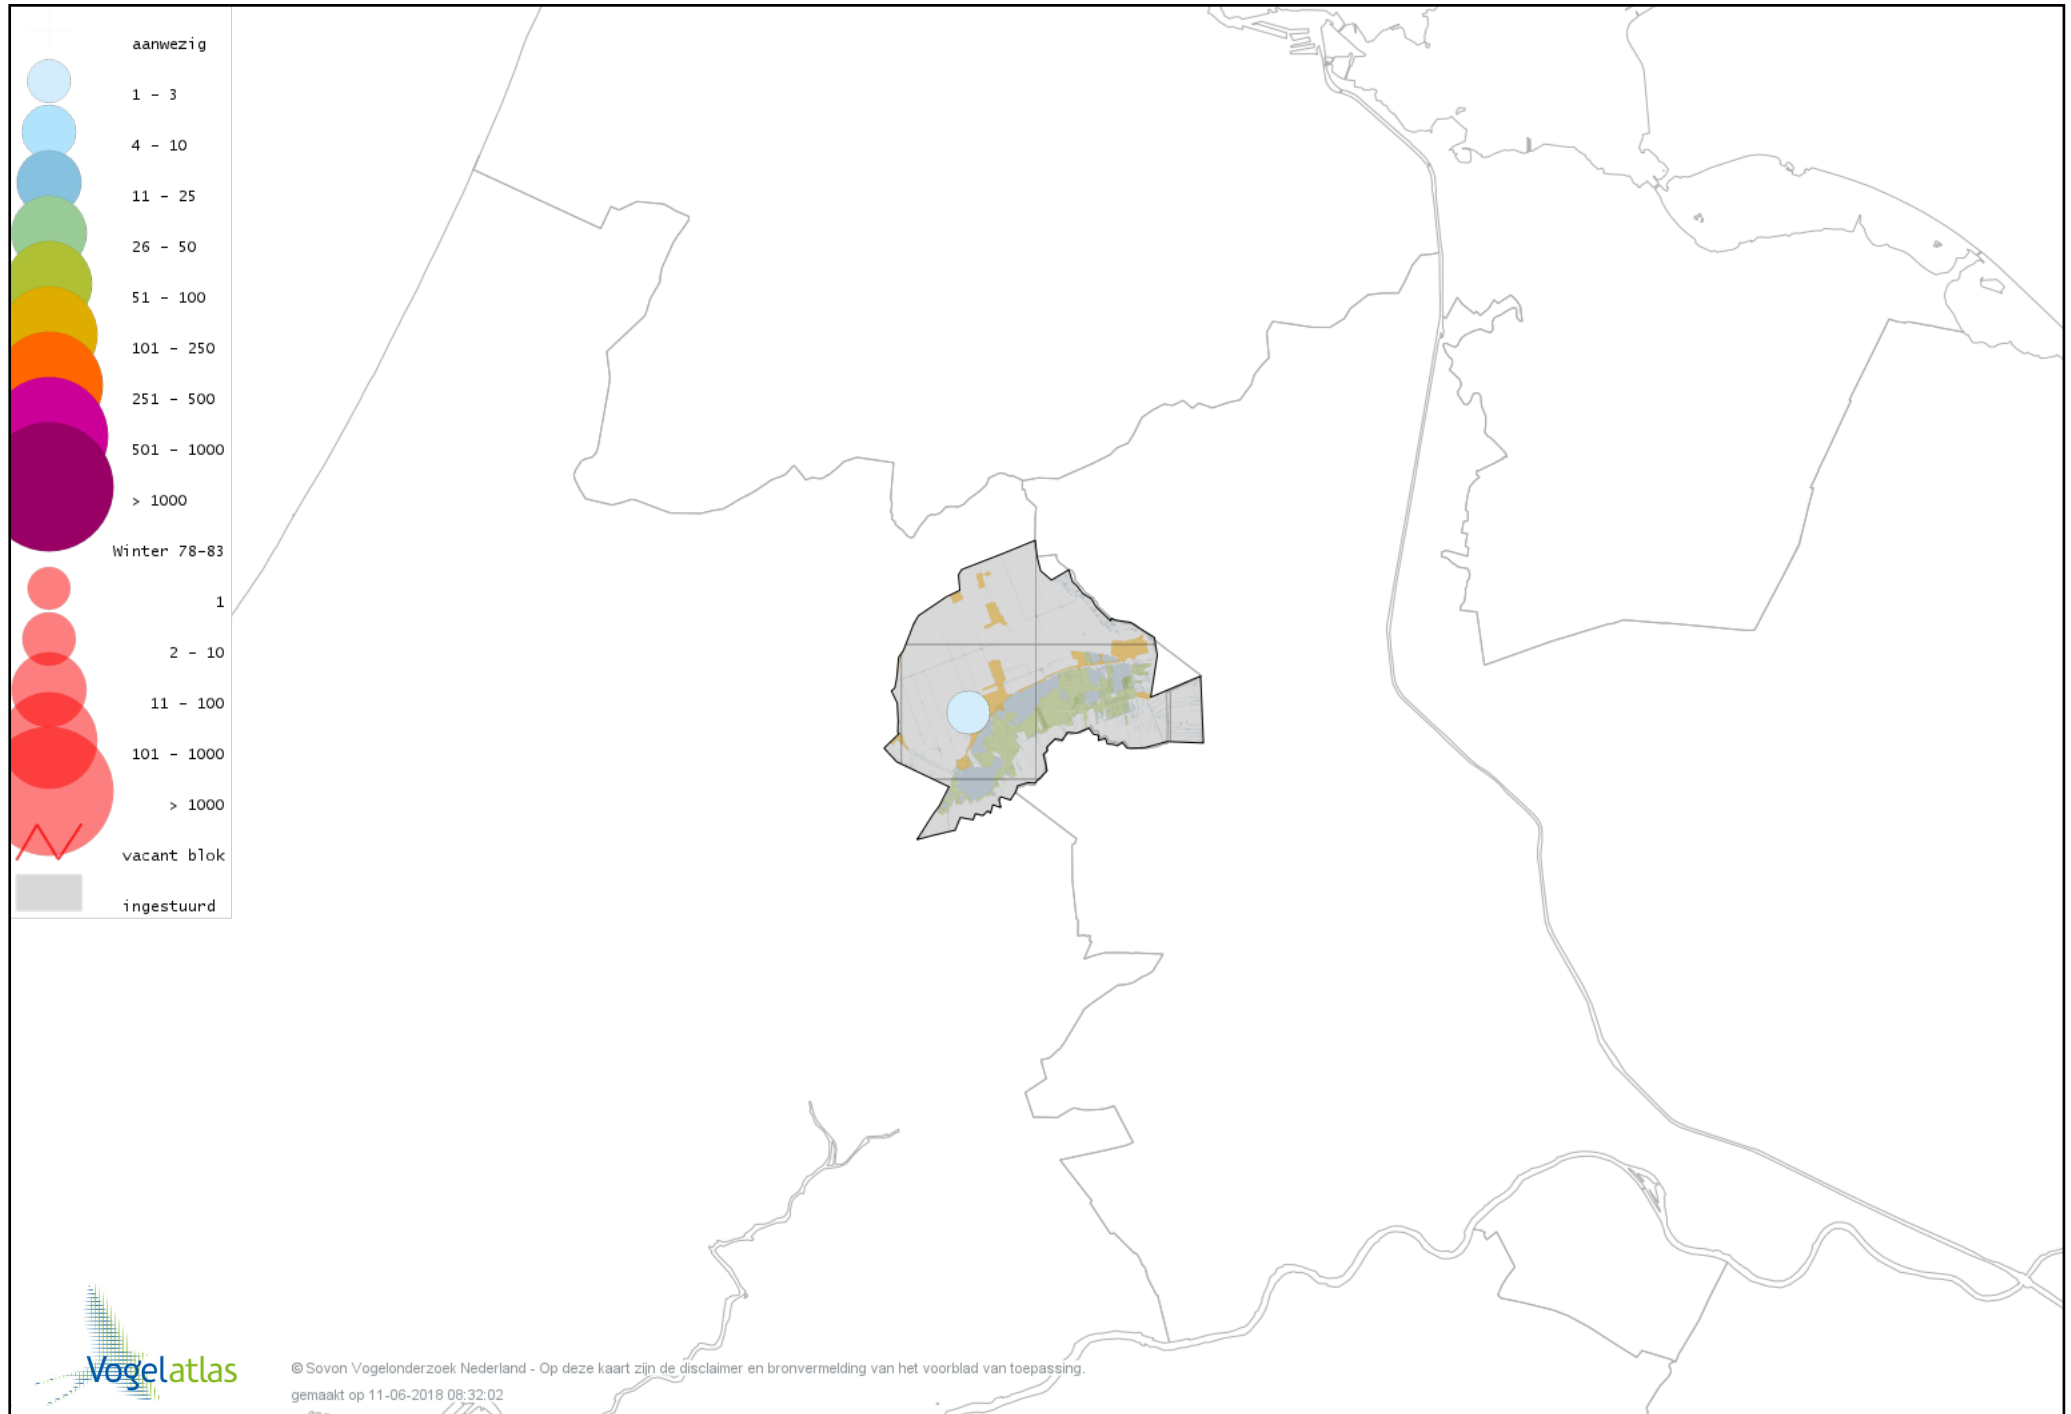 aanwezig
1 - 3
4 - 10
11 - 25
26 - 50
51 - 100
101 - 250
251 - 500
501 - 1000
> 1000
Winter 78-83
1
2 - 10
11 - 100
101 - 1000
> 1000
vacant blok
ingestuurd
Vogelatlas
© Sovon Vogelonderzoek Nederland - Op deze kaart zijn de disclaimer en bronvermelding van het voorblad van toepassing.
gemaakt op 11-06-2018 08:32:02